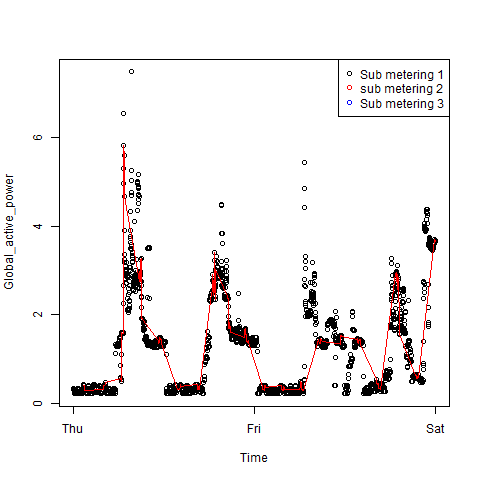 Sub metering 1
sub metering 2
Sub metering 3
Global_active_power
0
2
4
6
Thu
Fri
Sat
Time